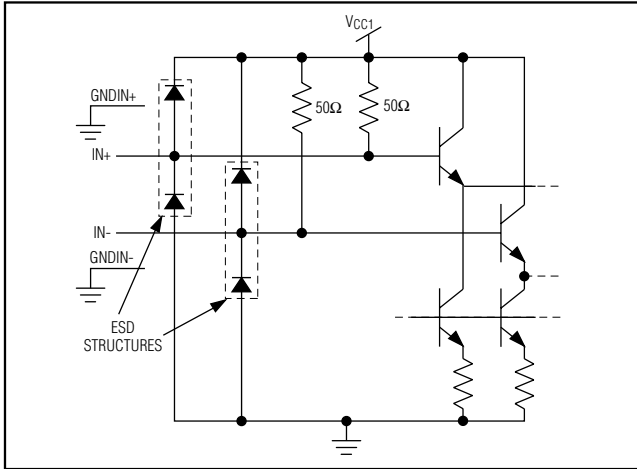 VCC1
GNDIN+
50Ω
50Ω
IN+
IN-
GNDIN-
ESD
STRUCTURES